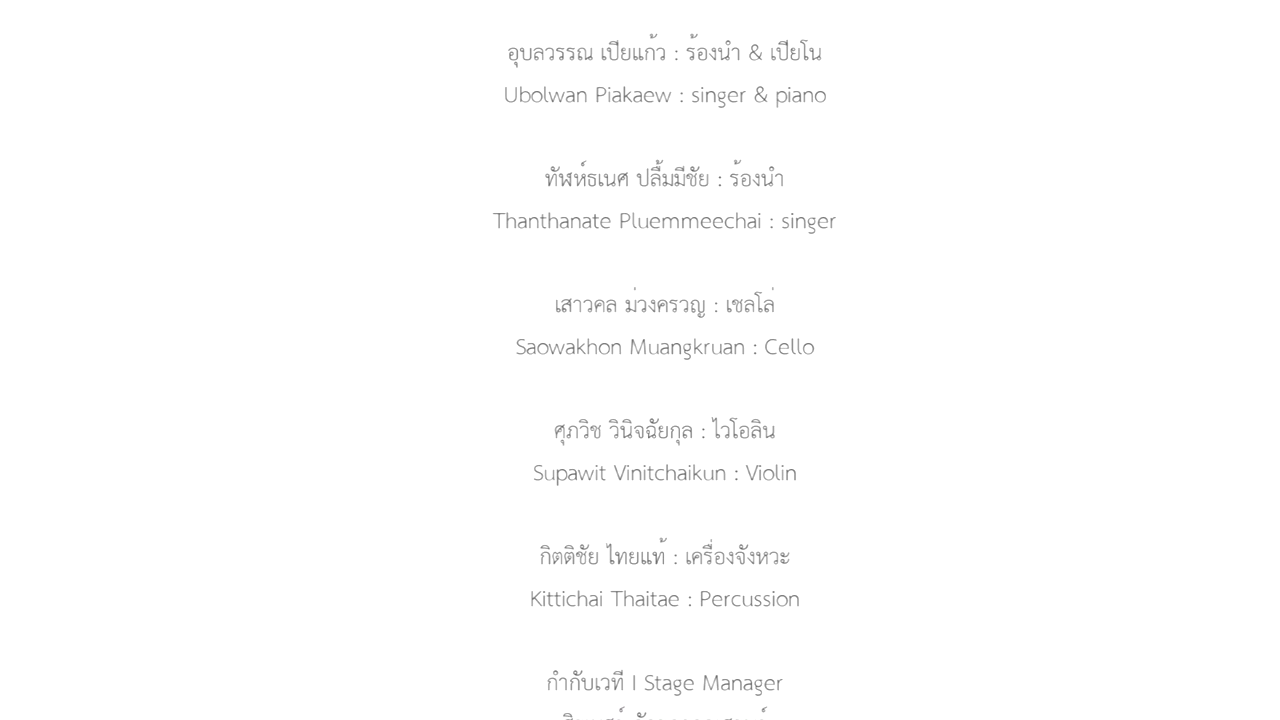 อุบลวรรณ เปียแก้ว : ร้องนำ & เปียโน
Ubolwan Piakaew : singer & piano
ทัฬห์ธเนศ ปลื้มมีชัย : ร้องนำ
Thanthanate Pluemmeechai : singer
เสาวคล ม่วงครวญ : เชลโล่
Saowakhon Muangkruan : Cello
ศุภวิช วินิจฉัยกุล : ไวโอลิน
Supawit Vinitchaikun : Violin
กิตติชัย ไทยแท้ : เครื่องจังหวะ
Kittichai Thaitae : Percussion
กำกับเวที I Stage Manager